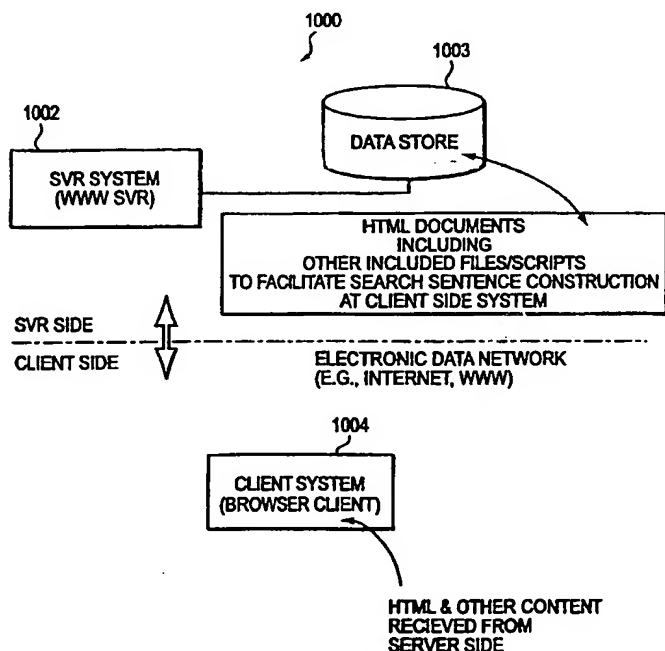 1000
1003
1002
DATA STORE
SVR SYSTEM
(WWW SVR)
HTML DOCUMENTS
INCLUDING
OTHER INCLUDED FILES/SCRIPTS
TO FACILITATE SEARCH SENTENCE CONSTRUCTION
AT CLIENT SIDE SYSTEM
SVR SIDE
CLIENT SIDE
ELECTRONIC DATA NETWORK
(E.G., INTERNET, WWW)
1004
CLIENT SYSTEM
(BROWSER CLIENT)
HTML & OTHER CONTENT
RECIEVED FROM
SERVER SIDE